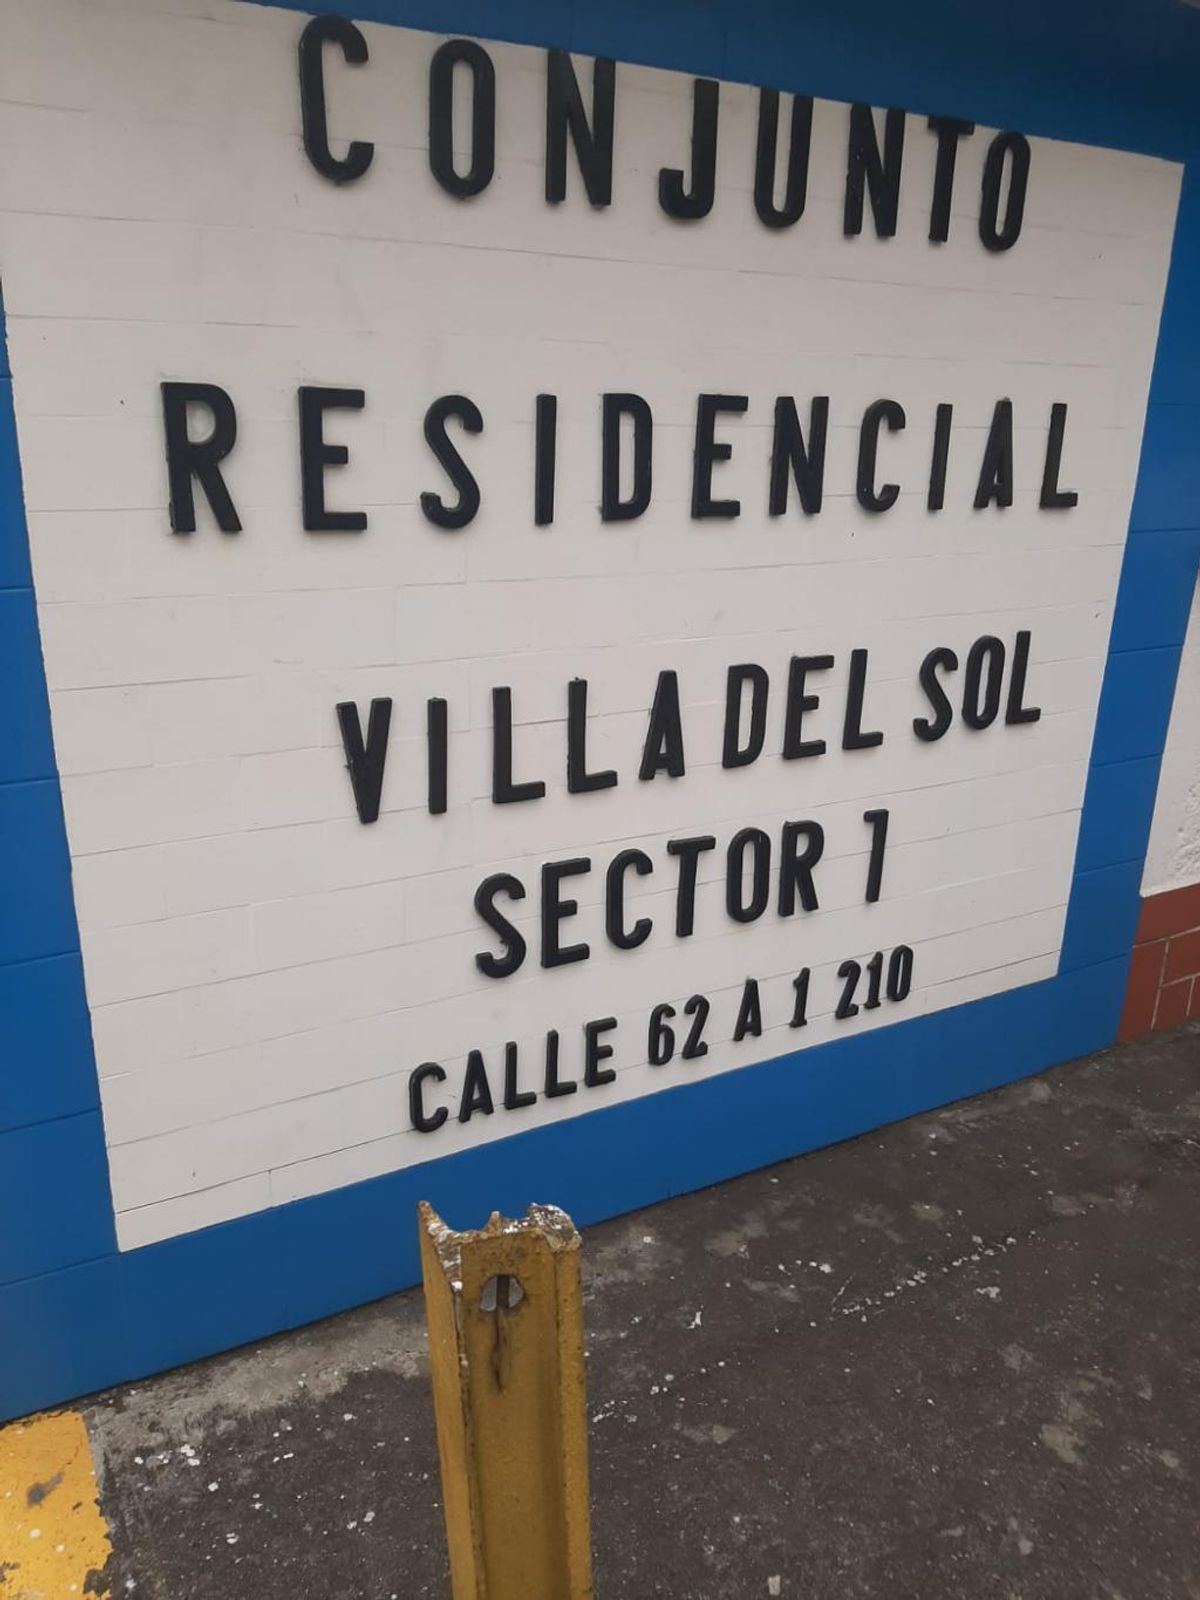 CONJUNTO
RESIDENCIAL
VILLA DEL SOL
SECTOR 7
CALLE 62 A 1 210